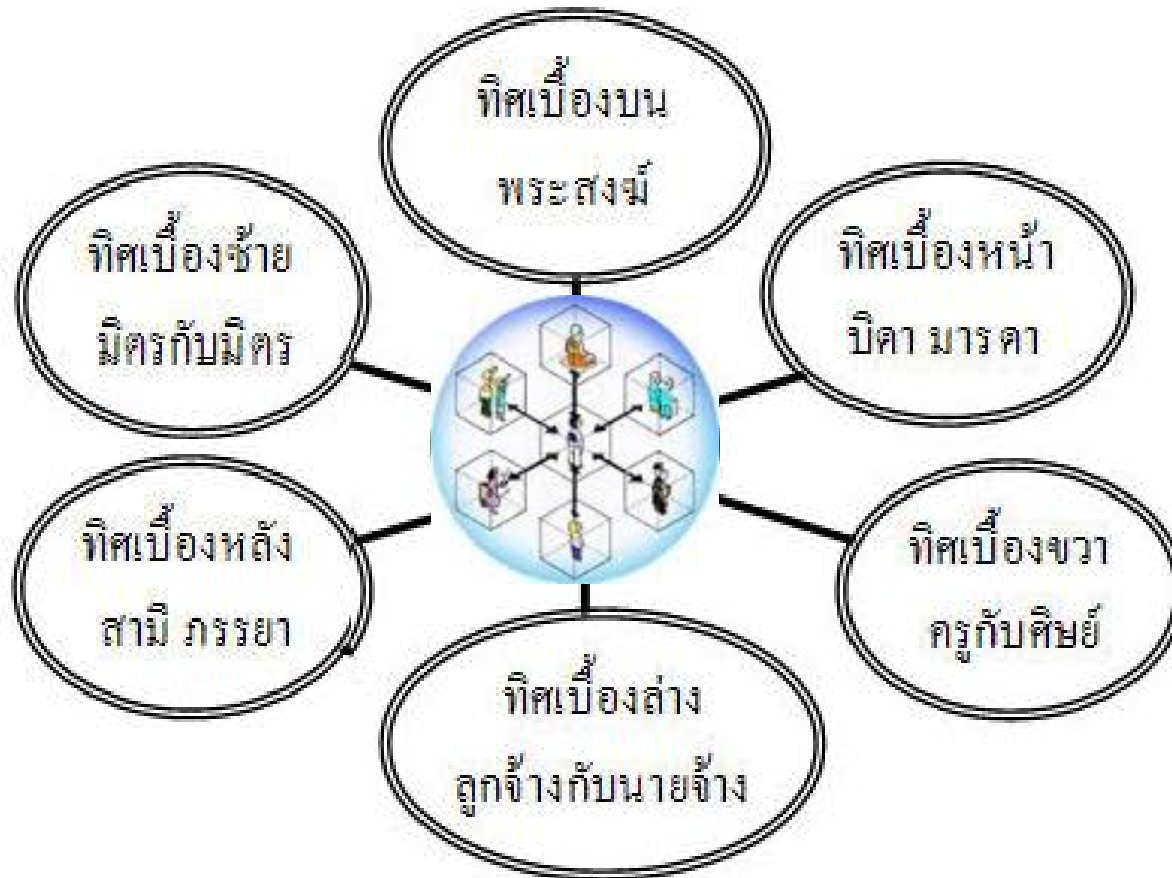 ทิศเบื้องบน
พระสงฆ์
ทิศเบื้องซ้าย
มิตรกับมิตร
ทิศเบื้องหน้า
บิดา มารดา
ทิศเบื้องหลัง
สามี ภรรยา
ทิศเบื้องขวา
ครูกับศิษย์
ทิศเบื้องล่าง
ลูกจ้างกับนายจ้าง